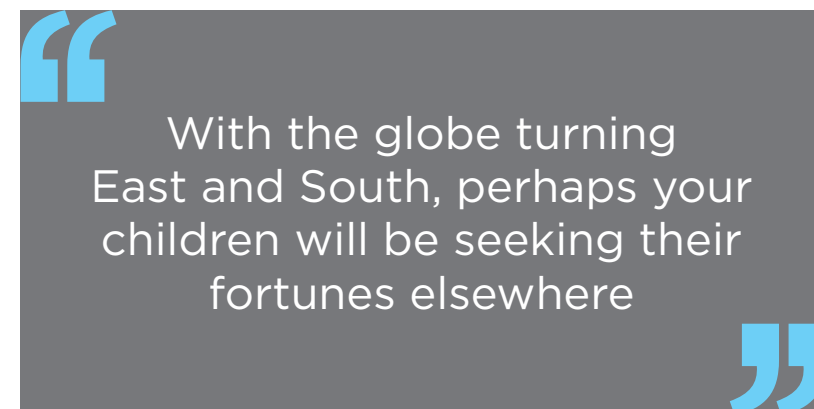 “
With the globe turning
East and South, perhaps your
children will be seeking their
fortunes elsewhere
”